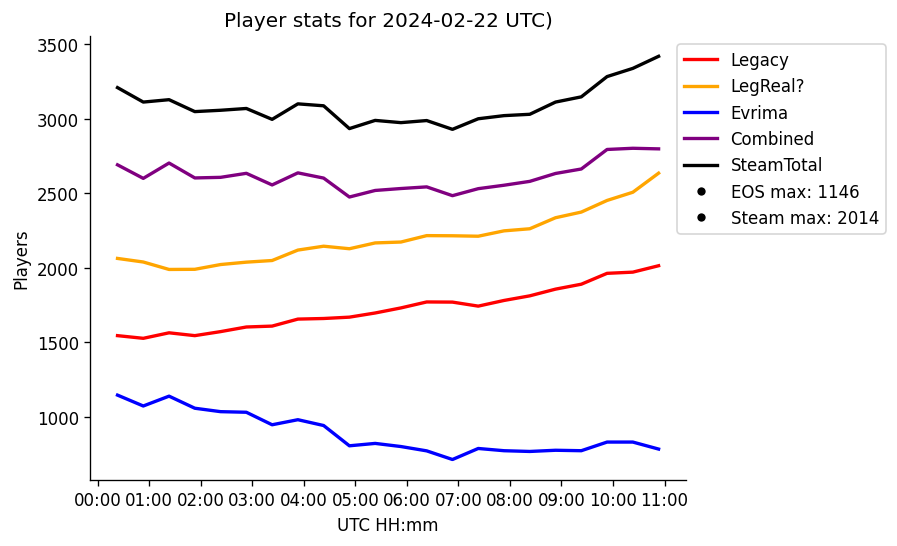 Player stats for 2024-02-22 UTC)
3500
3000
2500
2000
1500
1000
Players
00:00 01:00 02:00 03:00 04:00 05:00 06:00 07:00 08:00 09:00 10:00 11:00
UTC HH:mm
Legacy
LegReal?
Evrima
Combined
SteamTotal
EOS max: 1146
Steam max: 2014